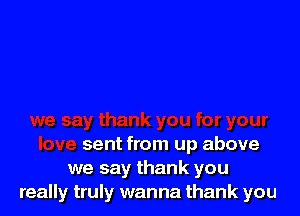 we say thank you for your
love sent from up above
we say thank you
really truly wanna thank you